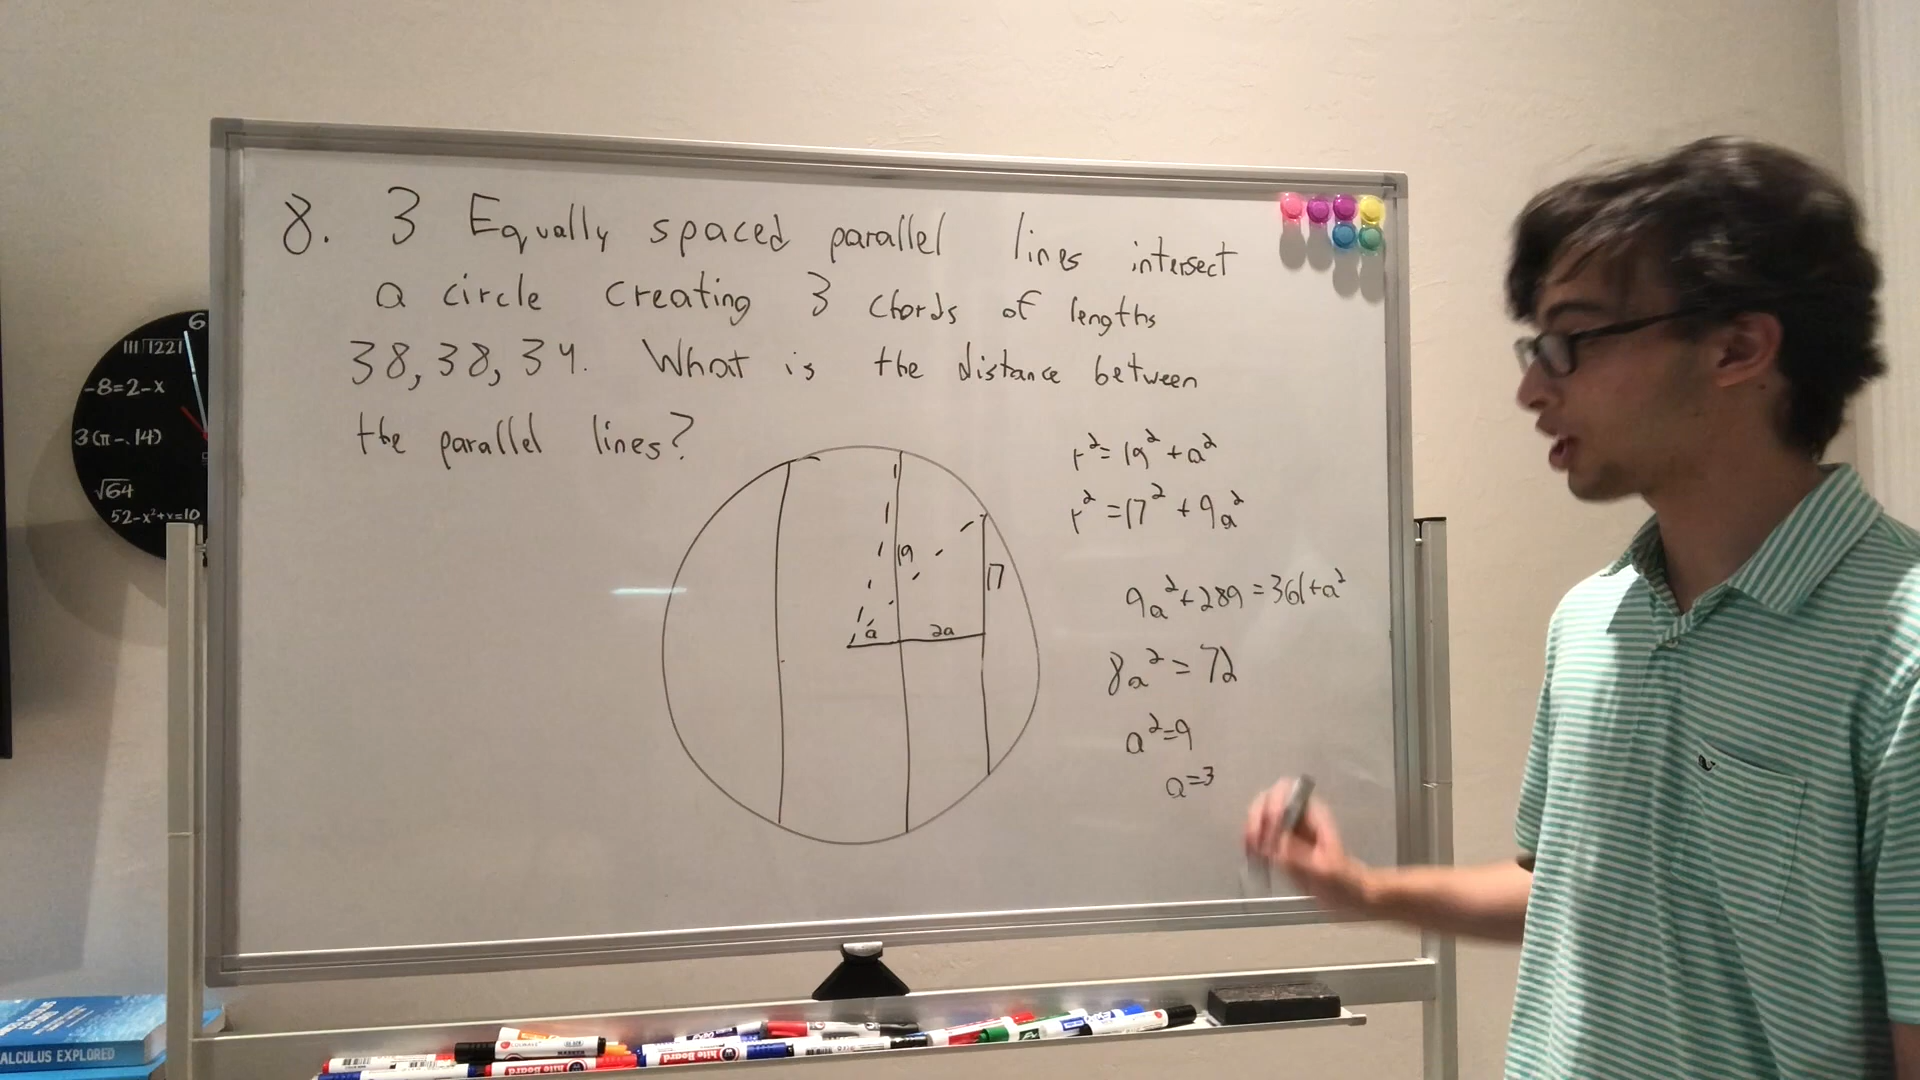 8. 3 Equally spaced parallel lines intersect
a circle creating 3 chords of lengths
38, 38, 34. What is the distance between
the parallel lines?
r² = 19² + a²
r² = 17² + 9a²
9a² + 289 = 361 + a²
8a² = 72
a² = 9
a = 3
19
17
a
2a
6
111 1221
-8=2-x
3(π-.14)
√64
52-x²+x=10
ALCULUS EXPLORED